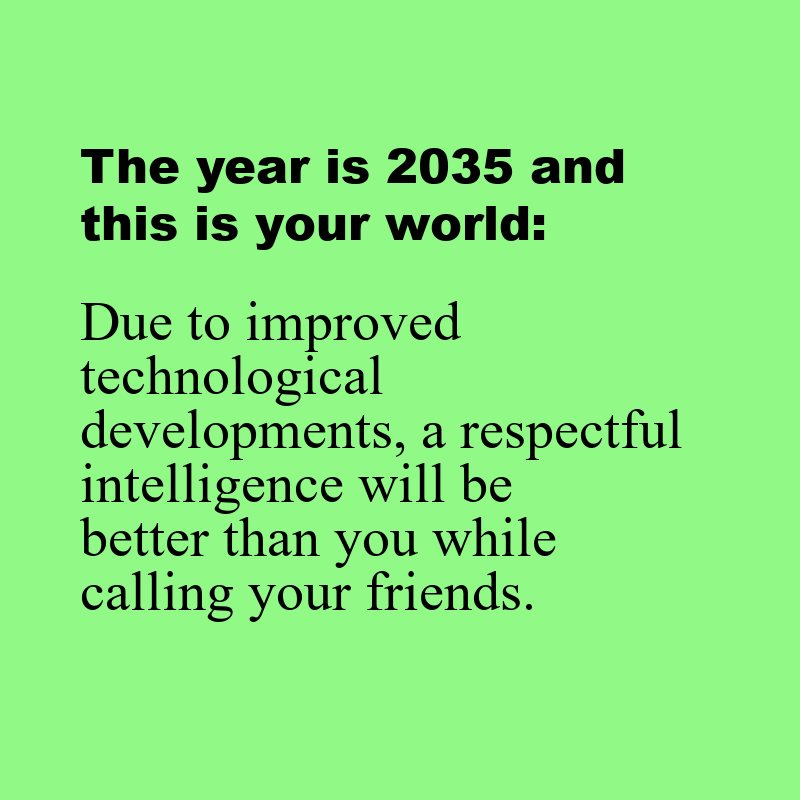 The year is 2035 and
this is your world:
Due to improved
technological
developments, a respectful
intelligence will be
better than you while
calling your friends.